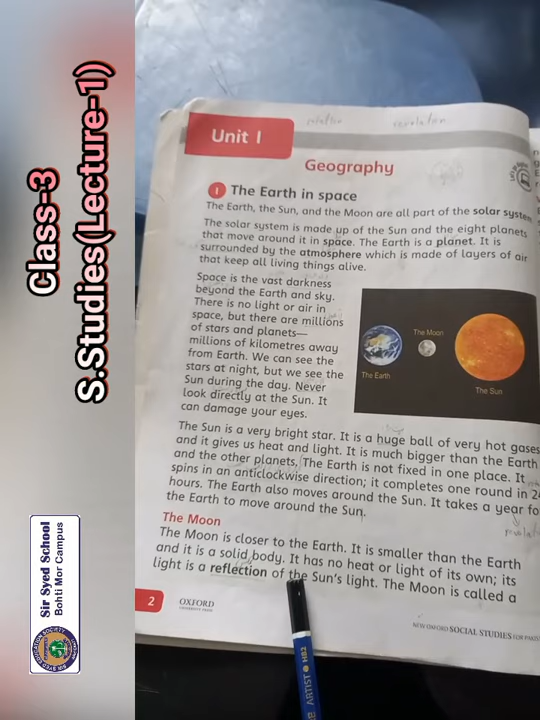 Class-3
S.Studies(Lecture-1)
Sir Syed School
Bohti Mor Campus
Unit 1
Geography
1 The Earth in space
The Earth, the Sun, and the Moon are all part of the solar system
The solar system is made up of the Sun and the eight planets
that move around it in space. The Earth is a planet. It is
surrounded by the atmosphere which is made of layers of air
that keep all living things alive.
Space is the vast darkness
beyond the Earth and sky.
There is no light or air in
space, but there are millions
of stars and planets—
millions of kilometres away
from Earth. We can see the
stars at night, but we see the
Sun during the day. Never
look directly at the Sun. It
can damage your eyes.
The Earth
The Moon
The Sun
The Sun is a very bright star. It is a huge ball of very hot gases
and it gives us heat and light. It is much bigger than the Earth
and the other planets. The Earth is not fixed in one place. It
spins in an anticlockwise direction; it completes one round in 24
hours. The Earth also moves around the Sun. It takes a year fo
the Earth to move around the Sun.
The Moon
The Moon is closer to the Earth. It is smaller than the Earth
and it is a solid body. It has no heat or light of its own; its
light is a reflection of the Sun's light. The Moon is called a
2
OXFORD
UNIVERSITY PRESS
NEW OXFORD SOCIAL STUDIES FOR PAKIS
ARTIST HB2